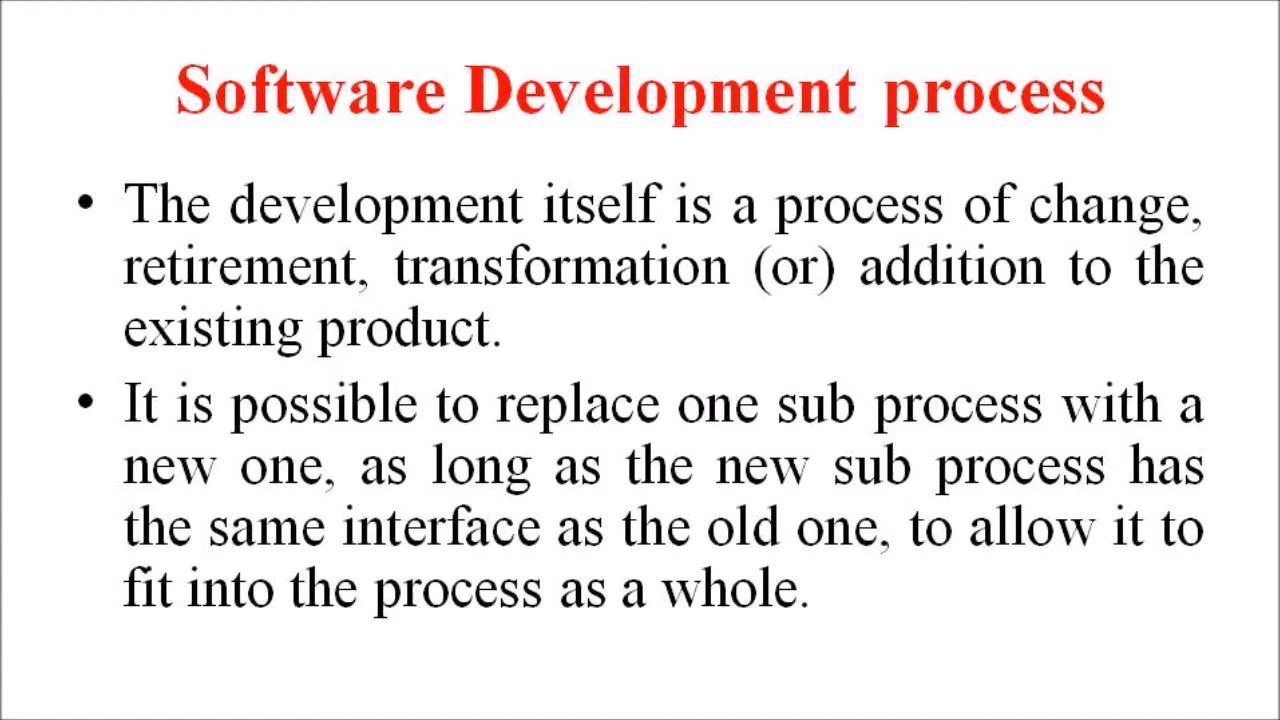 Software Development process
• The development itself is a process of change,
retirement, transformation (or) addition to the
existing product.
• It is possible to replace one sub process with a
new one, as long as the new sub process has
the same interface as the old one, to allow it to
fit into the process as a whole.